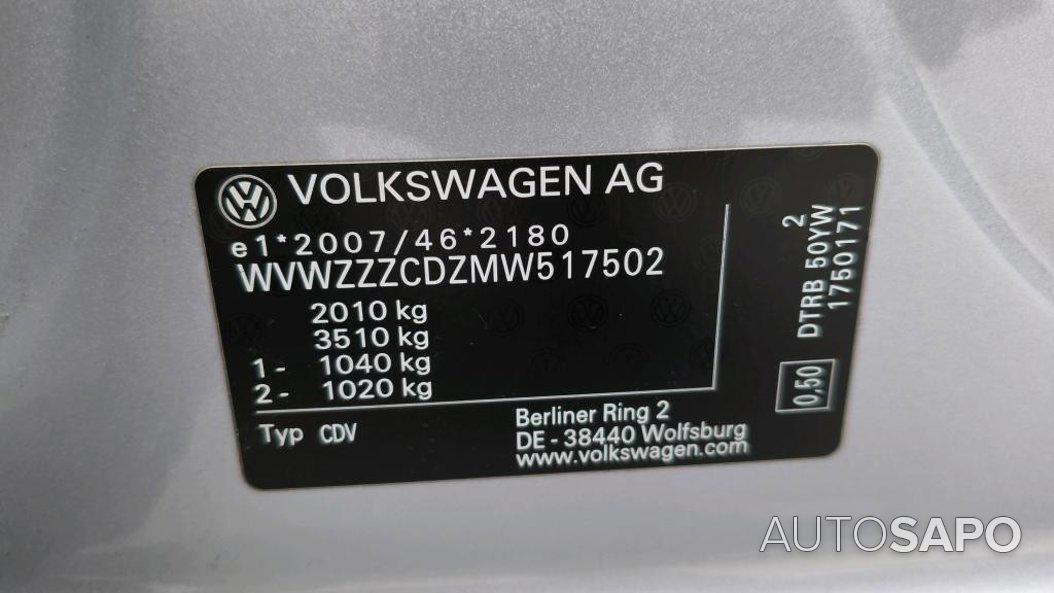 VOLKSWAGEN AG
e1*2007/46*2180
WVWZZZCDZMW517502
2010 kg
3510 kg
1- 1040 kg
2- 1020 kg
Typ CDV
Berliner Ring 2
DE - 38440 Wolfsburg
www.volkswagen.com
2
DTRB 50YW
1750171
0,50
AUTOSAPO